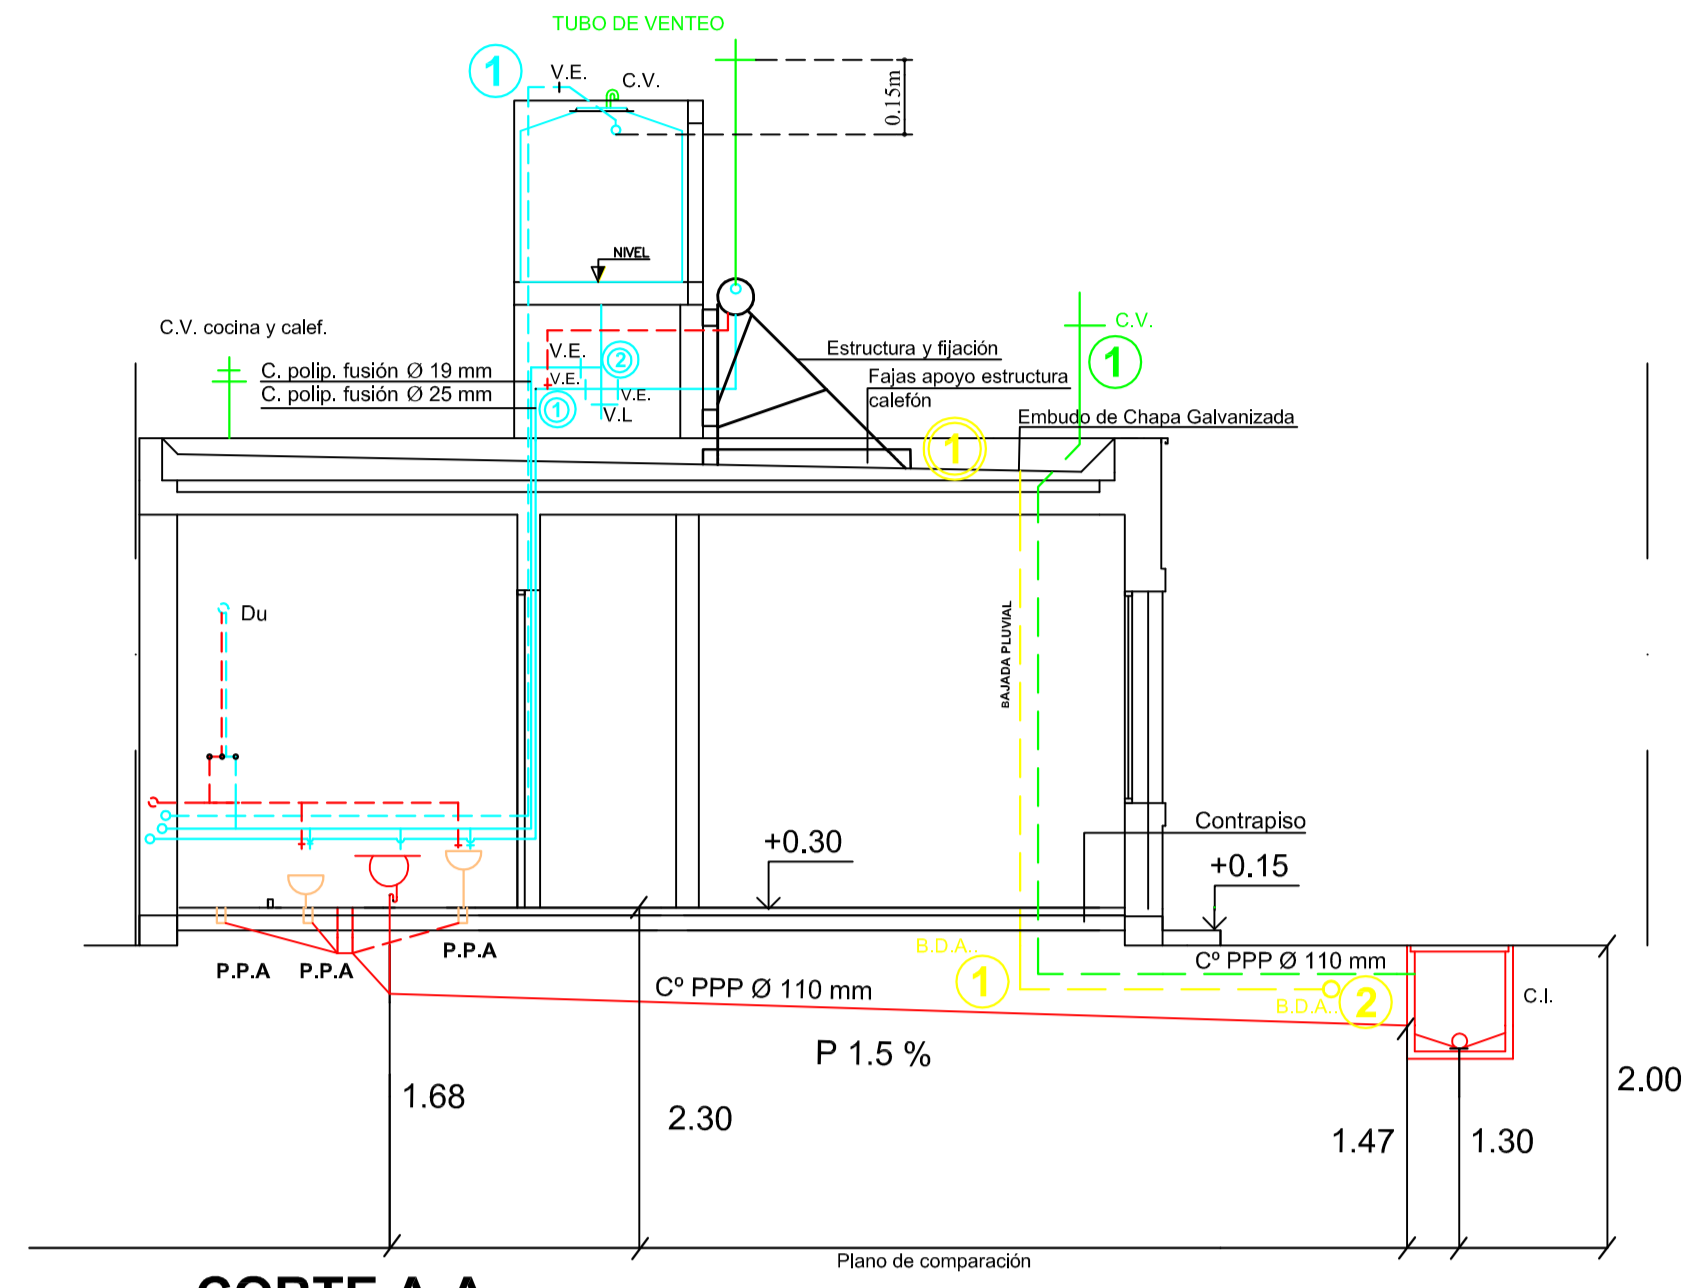 TUBO DE VENTEO
1
V.E.
C.V.
0.15m
NIVEL
C.V. cocina y calef.
C.V.
1
V.E.
2
Estructura y fijación
C. polip. fusión Ø 19 mm
V.E.
Fajas apoyo estructura
calefón
C. polip. fusión Ø 25 mm
1
V.E.
V.L
Embudo de Chapa Galvanizada
1
Du
BAJADA PLUVIAL
Contrapiso
+0.30
+0.15
P.P.A
P.P.A
P.P.A
B.D.A..
1
Cº PPP Ø 110 mm
Cº PPP Ø 110 mm
B.D.A..
2
C.I.
P 1.5 %
1.68
2.30
1.47
1.30
2.00
Plano de comparación
CORTE A-A